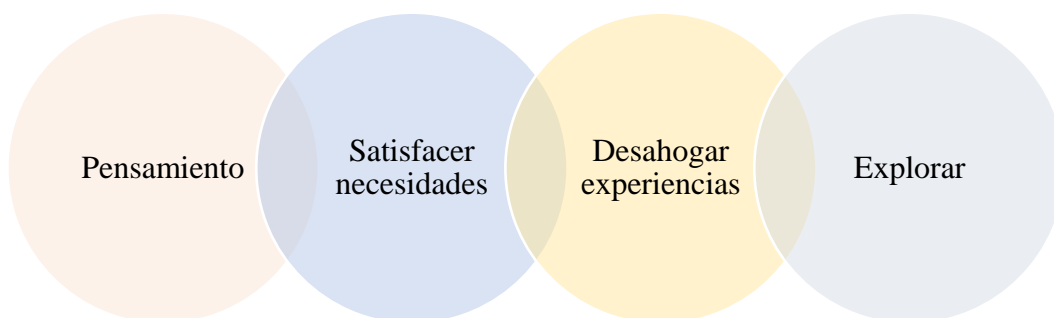 Pensamiento
Satisfacer
necesidades
Desahogar
experiencias
Explorar